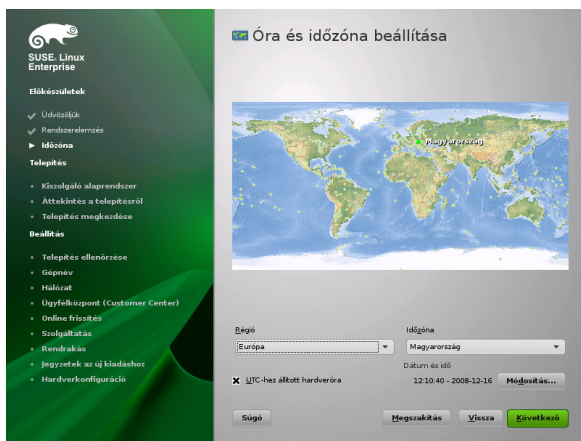 SUSE. Linux
Enterprise
Előkészületek
Üdvözöljük
Rendszerelemzés
Időzóna
Telepítés
Kiszolgáló alaprendszer
Áttekintés a telepítésről
Telepítés megkezdése
Beállítás
Telepítés ellenőrzése
Gépnév
Hálózat
Ügyfélközpont (Customer Center)
Online frissítés
Szolgáltatás
Rendrakás
Jegyzetek az új kiadáshoz
Hardverkonfiguráció
Óra és időzóna beállítása
Magyarország
Régió
Európa
Időzóna
Magyarország
UTC-hez állított hardveróra
Dátum és idő
12:10:40 - 2008-12-16
Módosítás...
Súgó
Megszakítás
Vissza
Következő